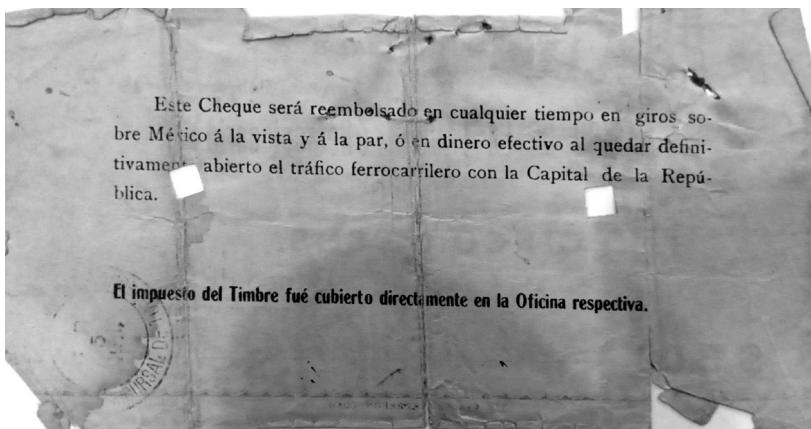 Este Cheque será reembolsado en cualquier tiempo en giros so-
bre México á la vista y á la par, ó en dinero efectivo al quedar defini-
tivamente abierto el tráfico ferrocarrilero con la Capital de la Repú-
blica.
El impuesto del Timbre fué cubierto directamente en la Oficina respectiva.